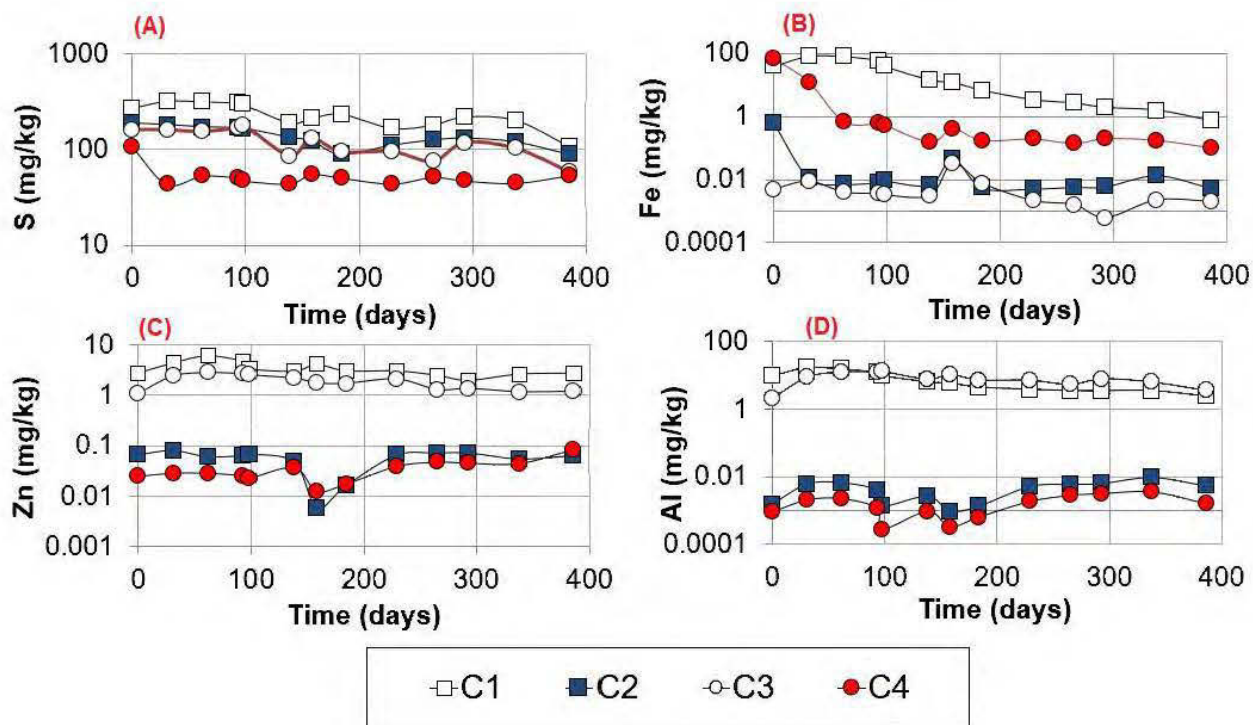 (A)
1000
100
10
S (mg/kg)
0 100 200 300 400
Time (days)
(B)
100
1
0.01
0.0001
Fe (mg/kg)
0 100 200 300 400
Time (days)
(C)
10
1
0.1
0.01
0.001
Zn (mg/kg)
0 100 200 300 400
Time (days)
(D)
100
1
0.01
0.0001
Al (mg/kg)
0 100 200 300 400
Time (days)
C1 C2 C3 C4